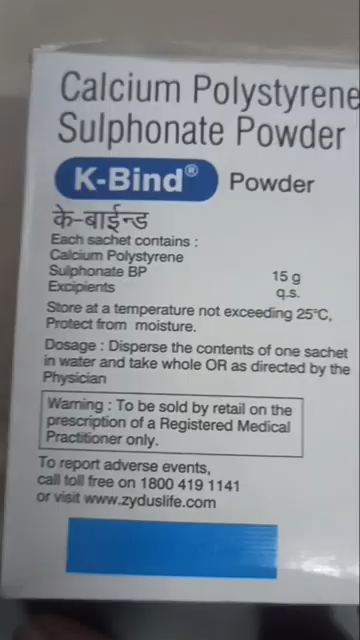 Calcium Polystyrene
Sulphonate Powder
K-Bind® Powder
के-बाईन्ड
Each sachet contains :
Calcium Polystyrene
Sulphonate BP 15 g
Excipients q.s.
Store at a temperature not exceeding 25°C,
Protect from moisture.
Dosage : Disperse the contents of one sachet
in water and take whole OR as directed by the
Physician
Warning : To be sold by retail on the
prescription of a Registered Medical
Practitioner only.
To report adverse events,
call toll free on 1800 419 1141
or visit www.zyduslife.com